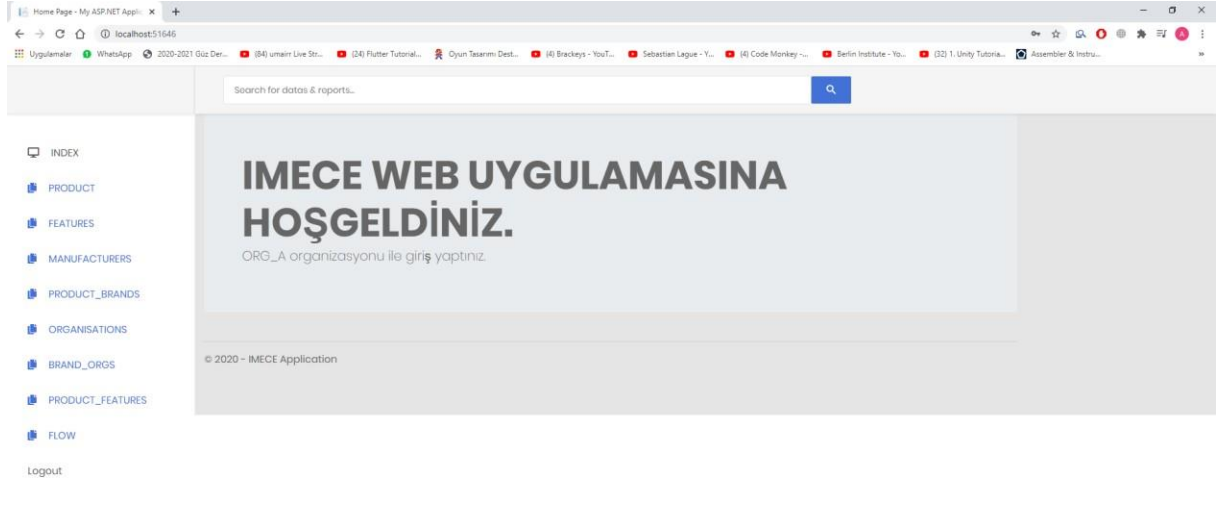 Home Page - My ASP.NET Applic
localhost:51646
Uygulamalar
WhatsApp
2020-2021 Güz Der...
(84) umairr Live Str...
(24) Flutter Tutorial...
Oyun Tasarımı Dest...
(4) Brackeys - YouT...
Sebastian Lague - Y...
(4) Code Monkey -...
Berlin Institute - Yo...
(32) 1. Unity Tutoria...
Assembler & Instru...
Search for datas & reports...
INDEX
PRODUCT
FEATURES
MANUFACTURERS
PRODUCT_BRANDS
ORGANISATIONS
BRAND_ORGS
PRODUCT_FEATURES
FLOW
Logout
IMECE WEB UYGULAMASINA
HOŞGELDİNİZ.
ORG_A organizasyonu ile giriş yaptınız.
© 2020 - IMECE Application